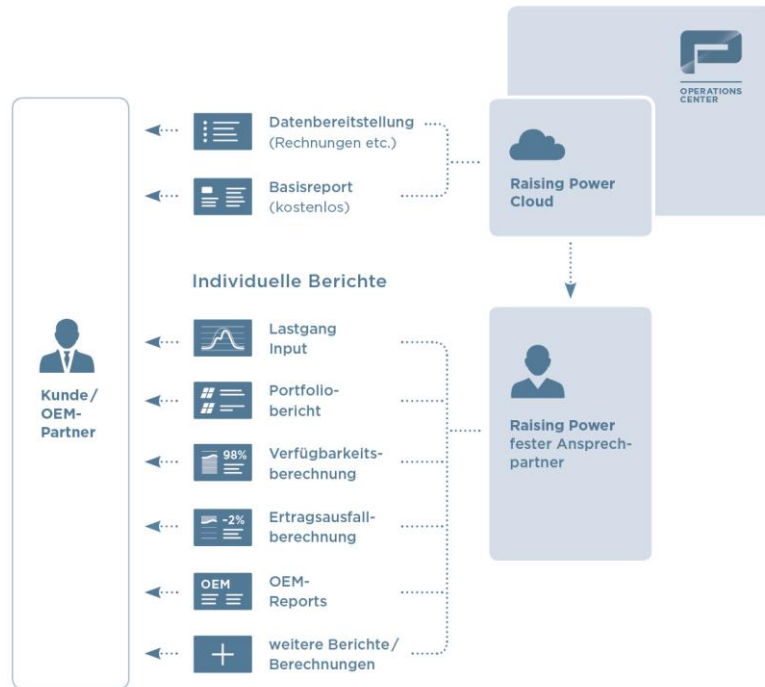 OPERATIONS
CENTER
Datenbereitstellung
(Rechnungen etc.)
Basisreport
(kostenlos)
Raising Power
Cloud
Individuelle Berichte
Lastgang
Input
Portfolio-
bericht
98%
Verfügbarkeits-
berechnung
-2%
Ertragsausfall-
berechnung
OEM
OEM-
Reports
weitere Berichte/
Berechnungen
Kunde/
OEM-
Partner
Raising Power
fester Ansprech-
partner